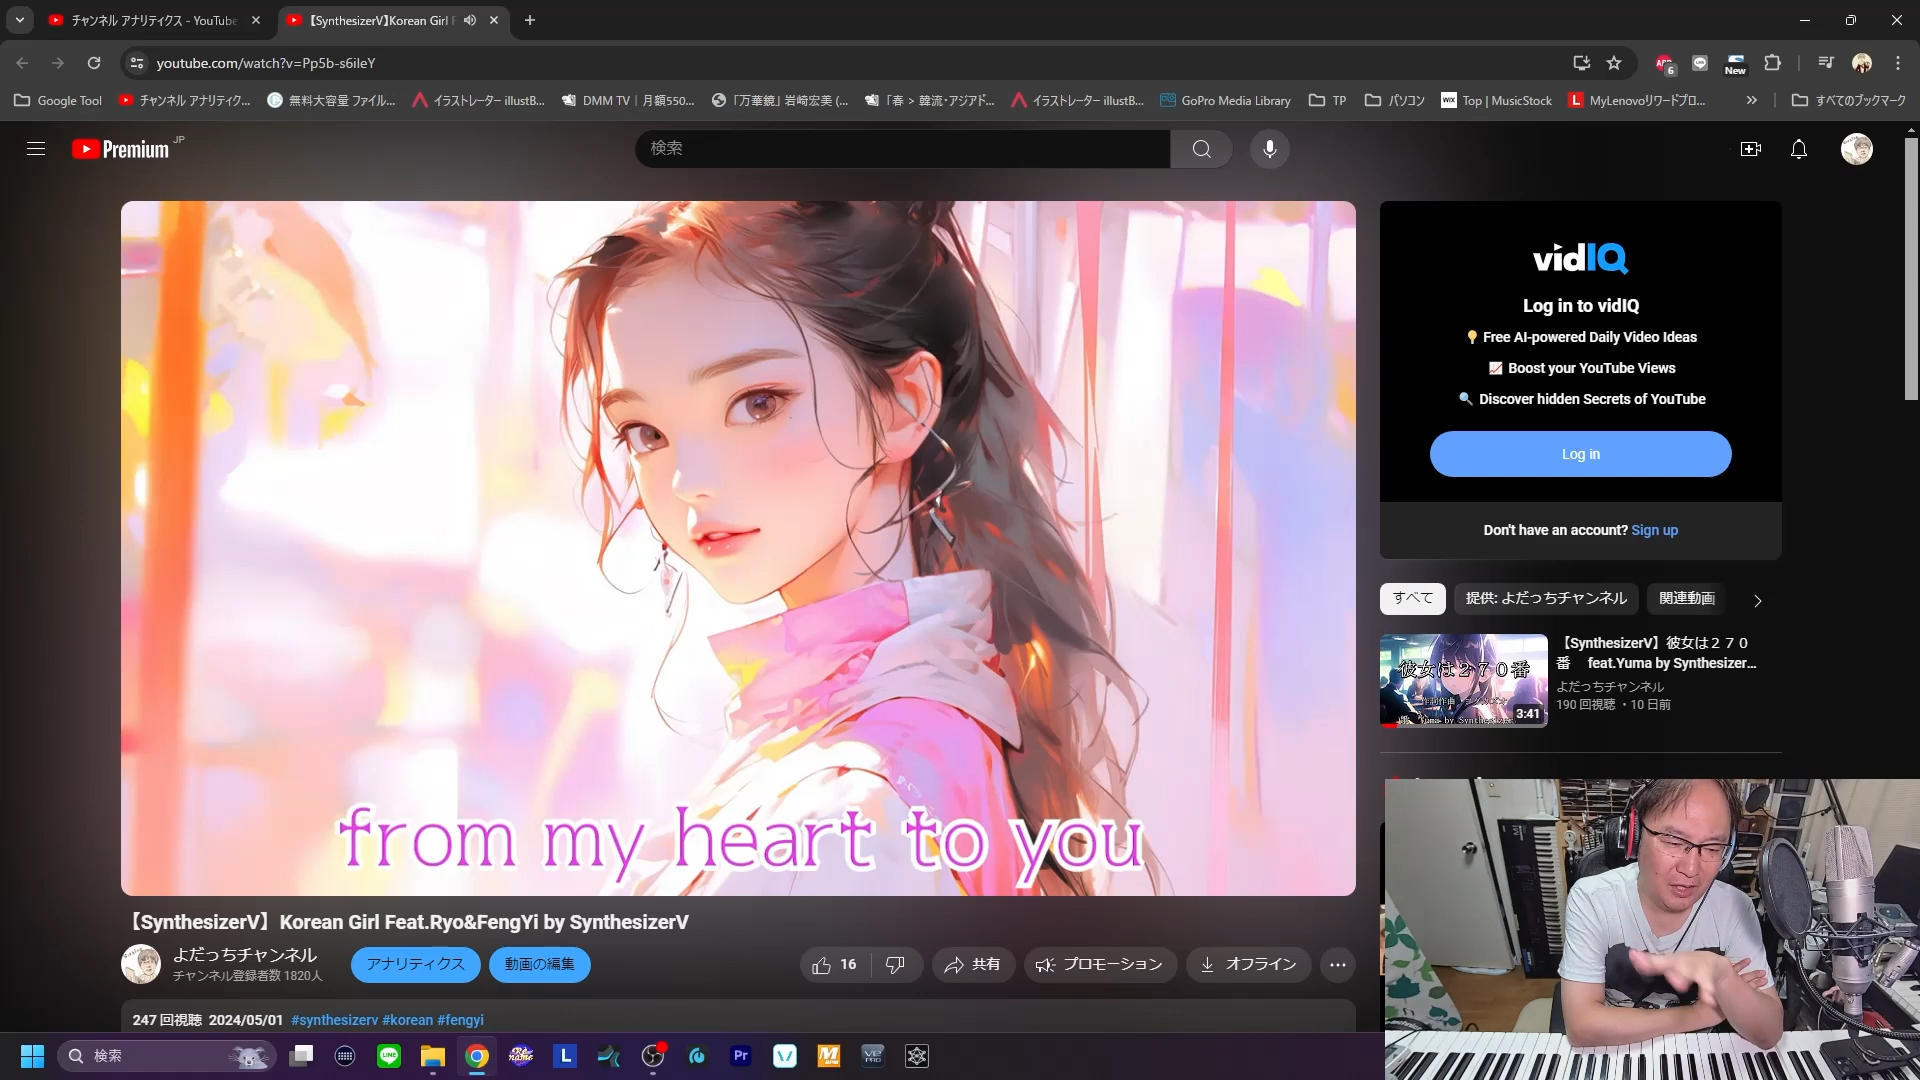 チャンネル アナリティクス - YouTube
【SynthesizerV】Korean Girl F
youtube.com/watch?v=Pp5b-s6ileY
6
New
Google Tool
チャンネル アナリティク...
無料大容量 ファイル...
イラストレーター illustB...
DMM TV｜月額550...
「万華鏡」岩崎宏美 (...
「春 > 韓流・アジアド...
イラストレーター illustB...
GoPro Media Library
TP
パソコン
Top | MusicStock
MyLenovoリワードプロ...
すべてのブックマーク
Premium JP
検索
from my heart to you
vidIQ
Log in to vidIQ
Free AI-powered Daily Video Ideas
Boost your YouTube Views
Discover hidden Secrets of YouTube
Log in
Don't have an account? Sign up
すべて
提供: よだっちチャンネル
関連動画
彼女は２７０番
3:41
【SynthesizerV】彼女は２７０
番　feat.Yuma by Synthesizer...
よだっちチャンネル
190 回視聴 ・10 日前
【SynthesizerV】Korean Girl Feat.Ryo&FengYi by SynthesizerV
よだっちチャンネル
チャンネル登録者数 1820人
アナリティクス
動画の編集
16
共有
プロモーション
オフライン
247 回視聴 2024/05/01 #synthesizerv #korean #fengyi
検索